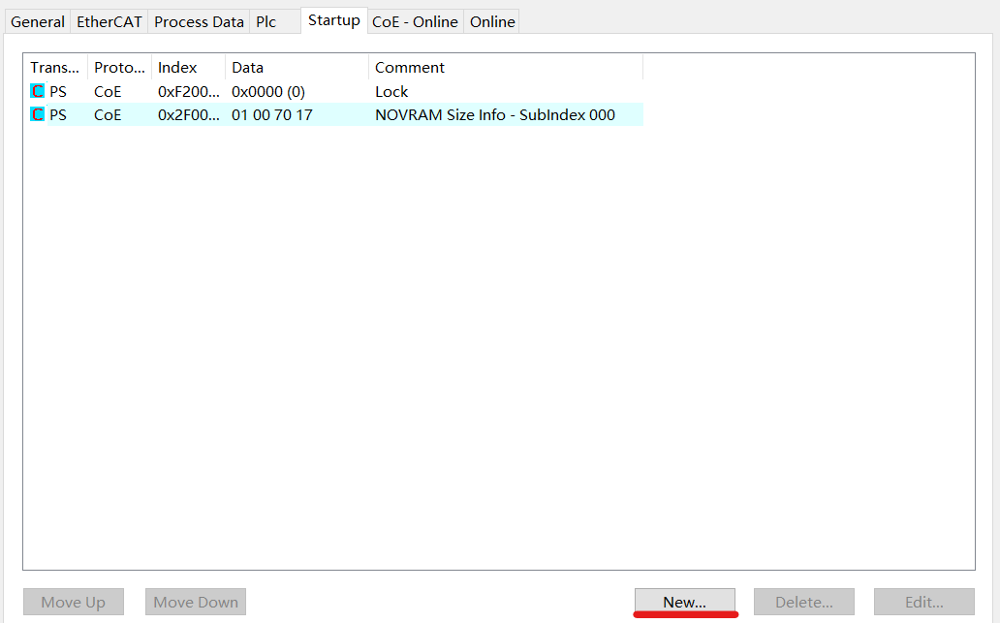 General EtherCAT Process Data Plc Startup CoE - Online Online
Trans... Proto... Index Data Comment
C PS CoE 0xF200... 0x0000 (0) Lock
C PS CoE 0x2F00... 01 00 70 17 NOVRAM Size Info - SubIndex 000
Move Up Move Down New... Delete... Edit...